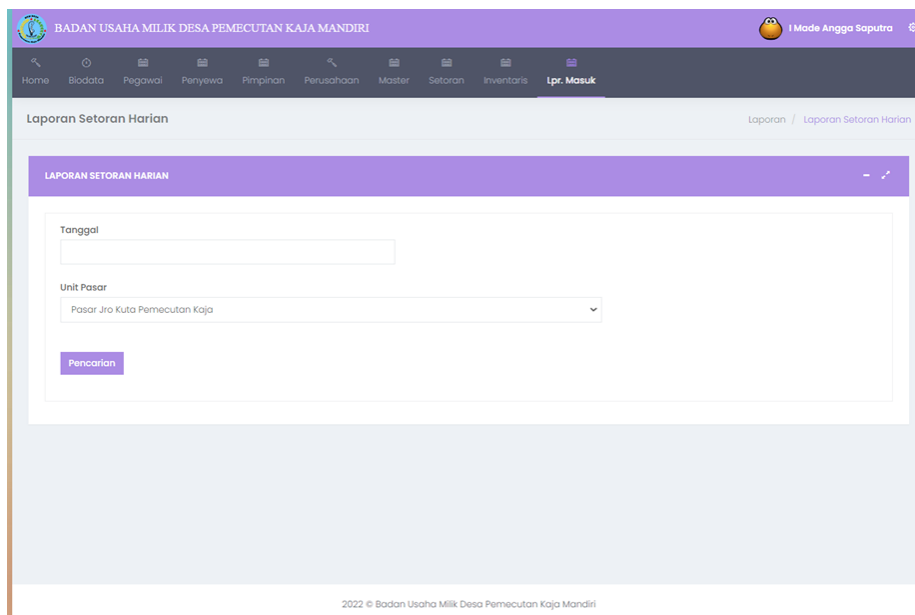 BADAN USAHA MILIK DESA PEMECUTAN KAJA MANDIRI
I Made Angga Saputra
Home Biodata Pegawai Penyewa Pimpinan Perusahaan Master Setoran Inventaris Lpr. Masuk
Laporan Setoran Harian
Laporan / Laporan Setoran Harian
LAPORAN SETORAN HARIAN
Tanggal
Unit Pasar
Pasar Jro Kuta Pemecutan Kaja
Pencarian
2022 © Badan Usaha Milik Desa Pemecutan Kaja Mandiri